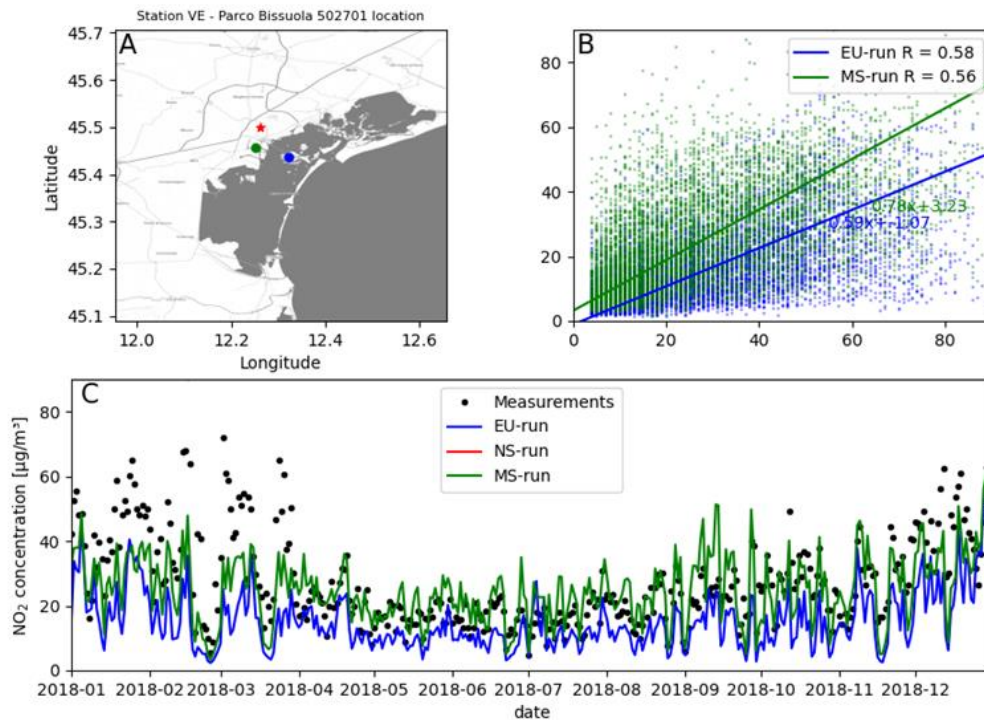 Station VE - Parco Bissuola 502701 location
A
45.7
45.6
45.5
45.4
45.3
45.2
45.1
Latitude
12.0
12.2
12.4
12.6
Longitude
B
EU-run R = 0.58
MS-run R = 0.56
80
60
40
20
0
0.78x+3.23
0.59x+-1.07
0
20
40
60
80
C
Measurements
EU-run
NS-run
MS-run
NO₂ concentration [µg/m³]
80
60
40
20
0
2018-01
2018-02
2018-03
2018-04
2018-05
2018-06
2018-07
2018-08
2018-09
2018-10
2018-11
2018-12
date